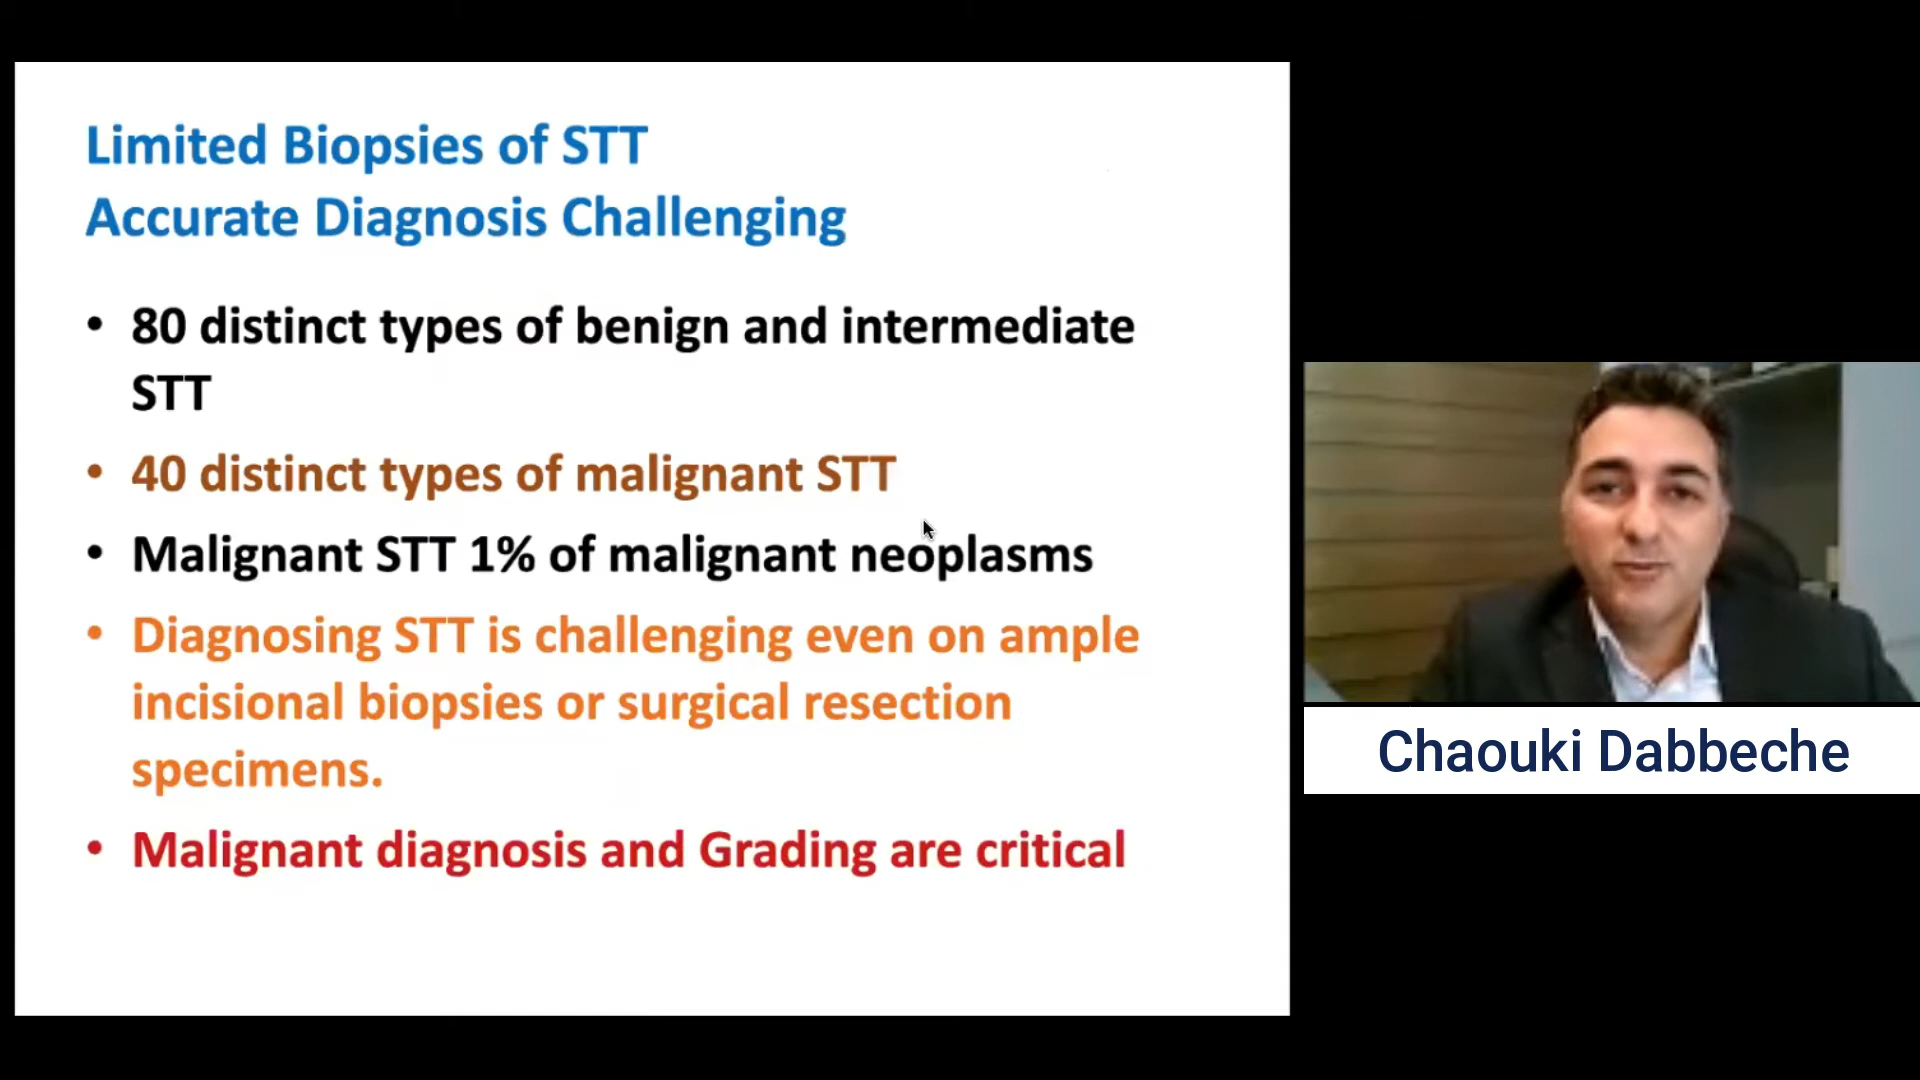 Limited Biopsies of STT
Accurate Diagnosis Challenging
• 80 distinct types of benign and intermediate
STT
• 40 distinct types of malignant STT
• Malignant STT 1% of malignant neoplasms
• Diagnosing STT is challenging even on ample
incisional biopsies or surgical resection
specimens.
• Malignant diagnosis and Grading are critical
Chaouki Dabbeche